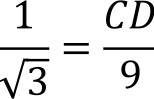 1/√3 = CD/9